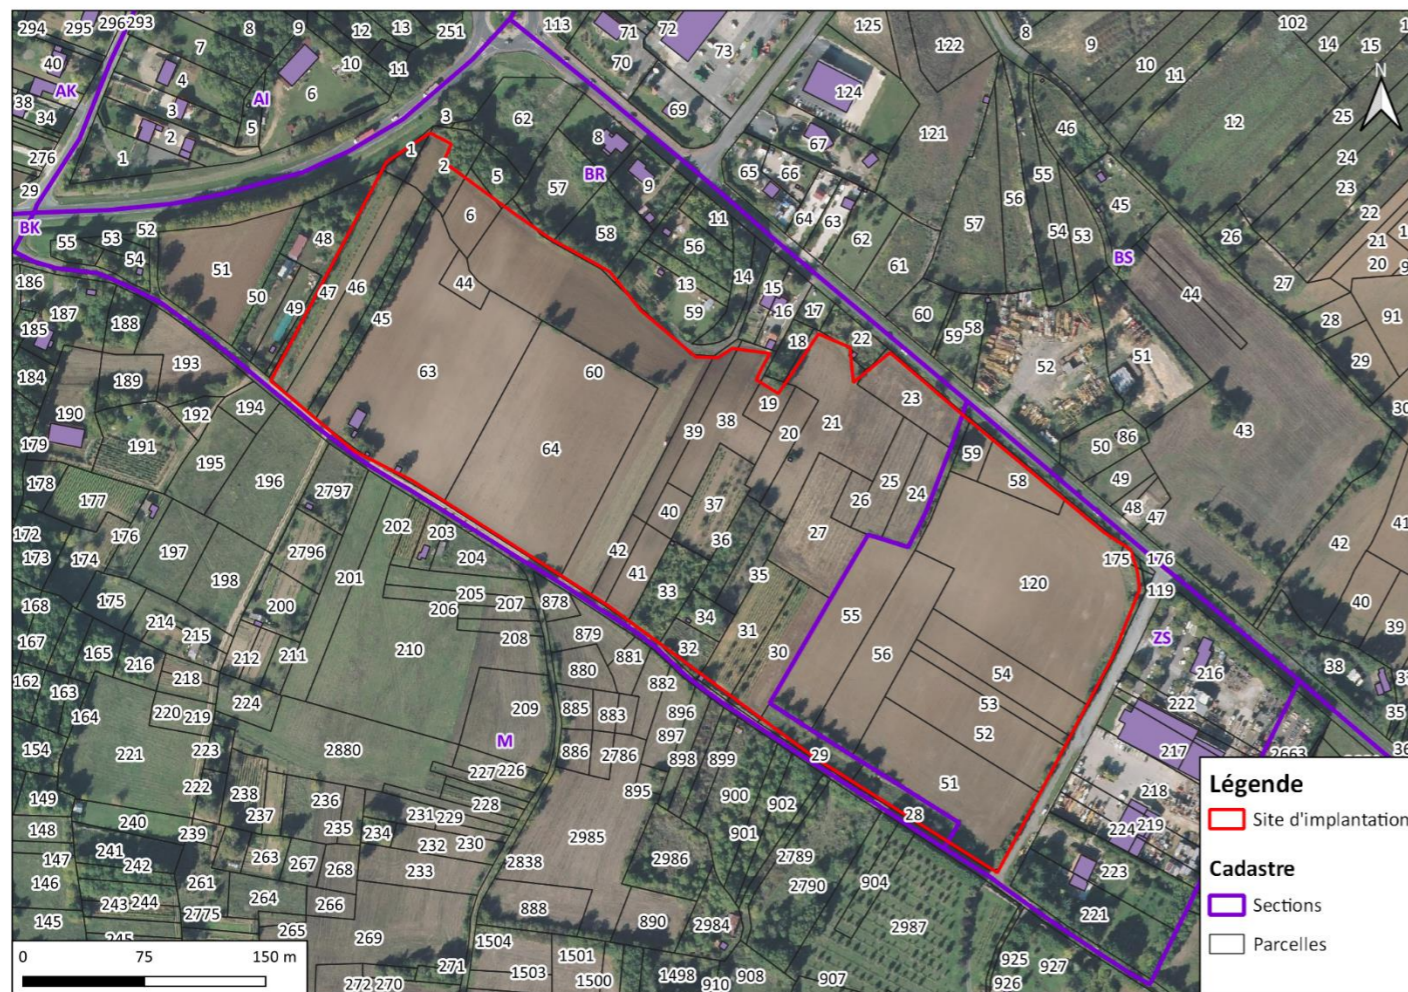 294 295 296 293 8 9 12 13 251 113 71 72 125 8 102
7 10 11 70 73 122 9 14 15
40 4 6 10 11
AK AI 69 124 N
38 3 5 3 62 8 67 121 46 12 25
34 2
276 1 1 2 5 57 BR 9 65 66 55 24
29 6 58 11 64 63 57 56 54 53 45 23 22
BK 55 53 52 48 56 62 61 BS 26 21
54 51 50 49 47 46 44 13 14 15 27 20
186 187 45 59 16 17 60 44
185 188 18 22 59 58 28 91
193 63 60 52 51 29
184 189 192 194 19 23
190 191 38 20 21 43
179 195 39 50 86
178 177 196 64 25 49
176 2797 202 203 40 37 26 24 59 58 48 47
172 173 174 197 204 42 36 27 42 41
175 198 2796 201 41 175 176
168 214 200 205 206 207 878 33 35 120 119 40
167 215 208 34 55 39
165 216 212 211 210 879 31 ZS
162 163 218 881 32 30 56 54 216 38
164 220 219 224 209 880 882 53 222 35
154 221 223 885 883 896 52
149 222 2880 M 886 2786 897 29 217 2663
227 226 898 899 51
238 236 228 895 900 902 28 218
148 240 237 235 234 231 229 901 224 219
147 241 242 239 263 267 268 232 230 2985 2986 2789 223
146 261 264 266 233 2838 2790 904 221
243 244 2775 265 888 890 2984 2987
145 269 1504 1501 925 927
272 270 271 1503 1500 1498 910 908 907 926
Légende
Site d'implantation
Cadastre
Sections
Parcelles
0 75 150 m